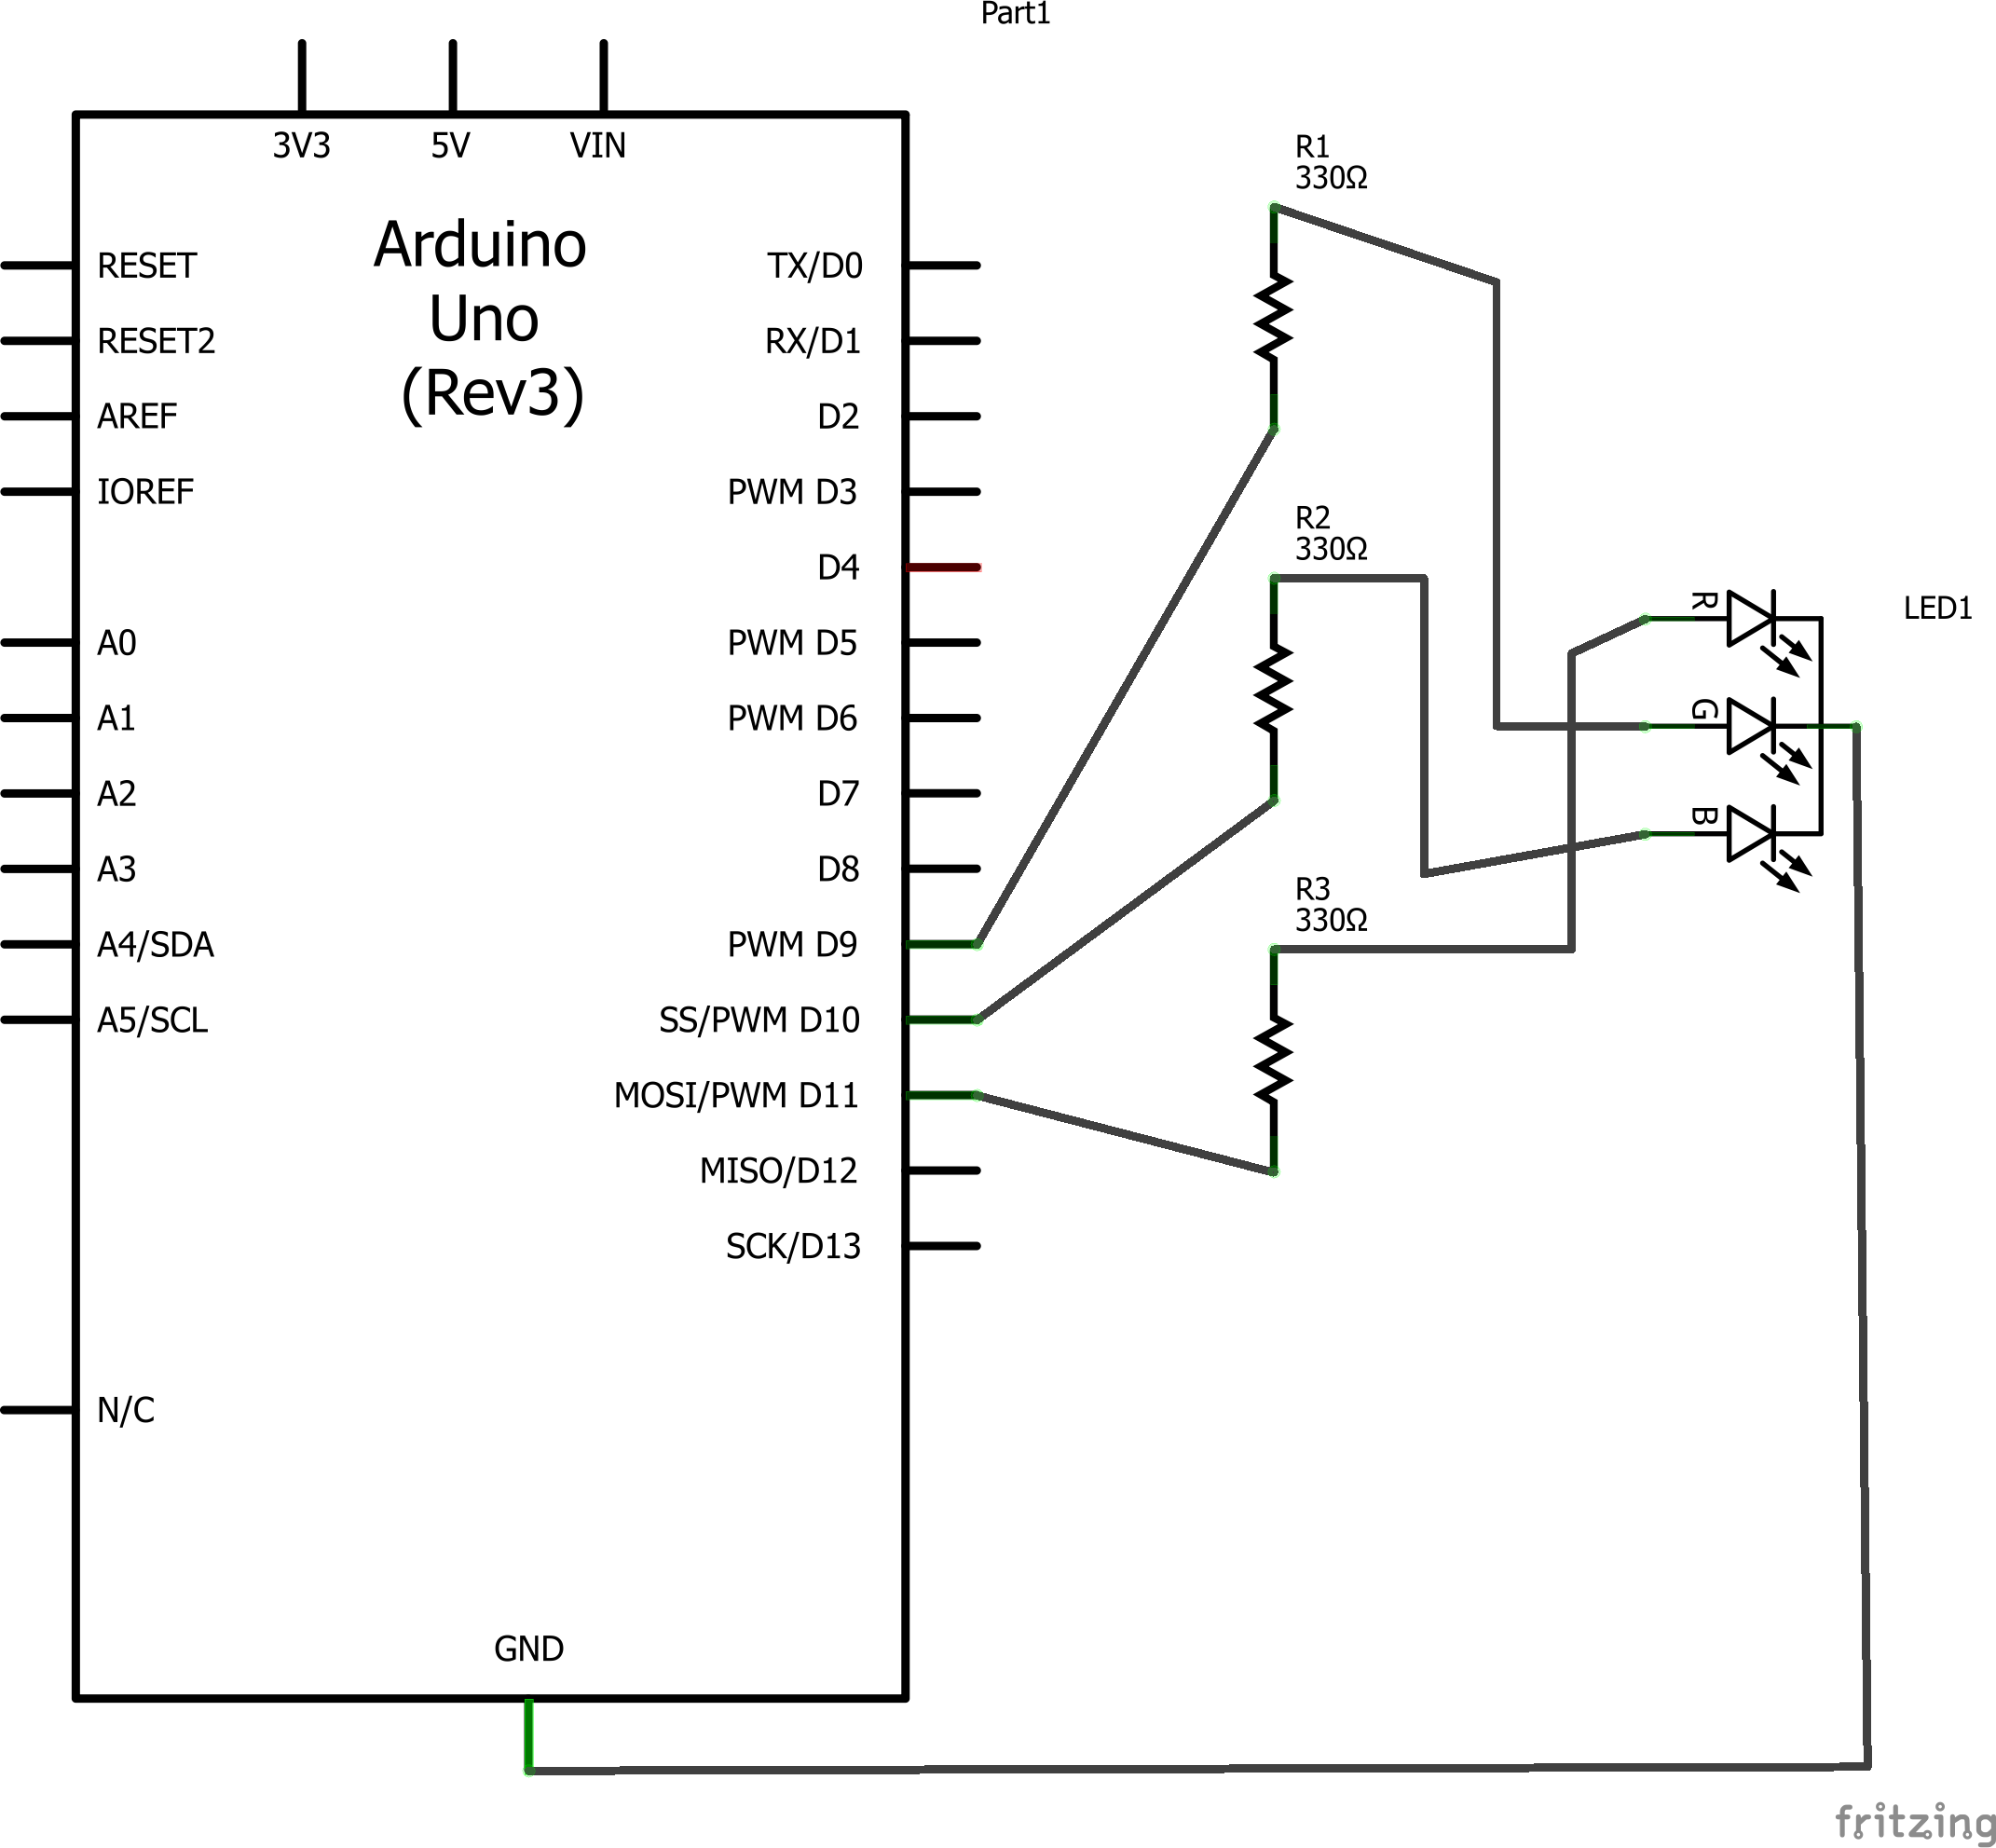 Part1
3V3
5V
VIN
Arduino
Uno
(Rev3)
RESET
RESET2
AREF
IOREF
A0
A1
A2
A3
A4/SDA
A5/SCL
N/C
TX/D0
RX/D1
D2
PWM D3
D4
PWM D5
PWM D6
D7
D8
PWM D9
SS/PWM D10
MOSI/PWM D11
MISO/D12
SCK/D13
GND
R1
330Ω
R2
330Ω
R3
330Ω
R
G
B
LED1
fritzing